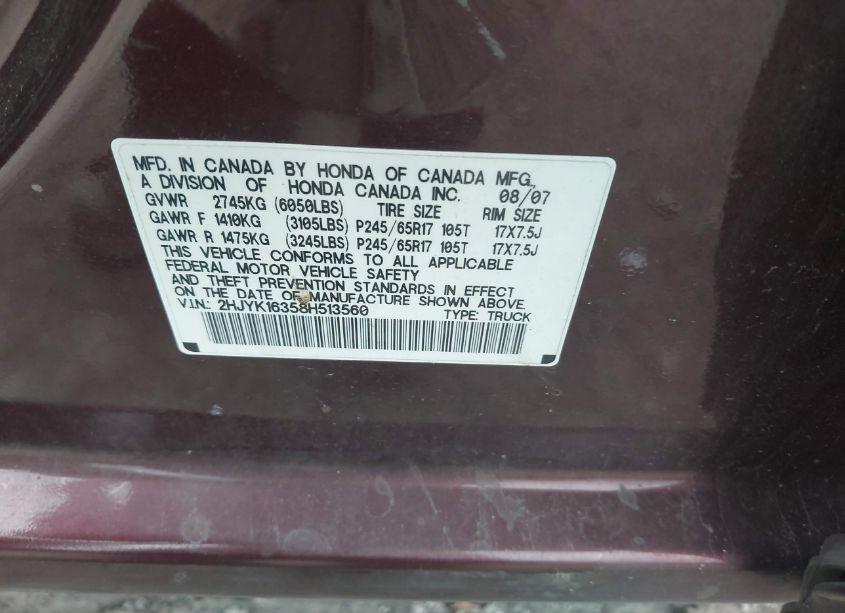 MFD. IN CANADA BY HONDA OF CANADA MFG.,
A DIVISION OF HONDA CANADA INC. 08/07
GVWR 2745KG (6050LBS) TIRE SIZE RIM SIZE
GAWR F 1410KG (3105LBS) P245/65R17 105T 17X7.5J
GAWR R 1475KG (3245LBS) P245/65R17 105T 17X7.5J
THIS VEHICLE CONFORMS TO ALL APPLICABLE
FEDERAL MOTOR VEHICLE SAFETY
AND THEFT PREVENTION STANDARDS IN EFFECT
ON THE DATE OF MANUFACTURE SHOWN ABOVE.
V.I.N.: 2HJYK16358H513560 TYPE: TRUCK